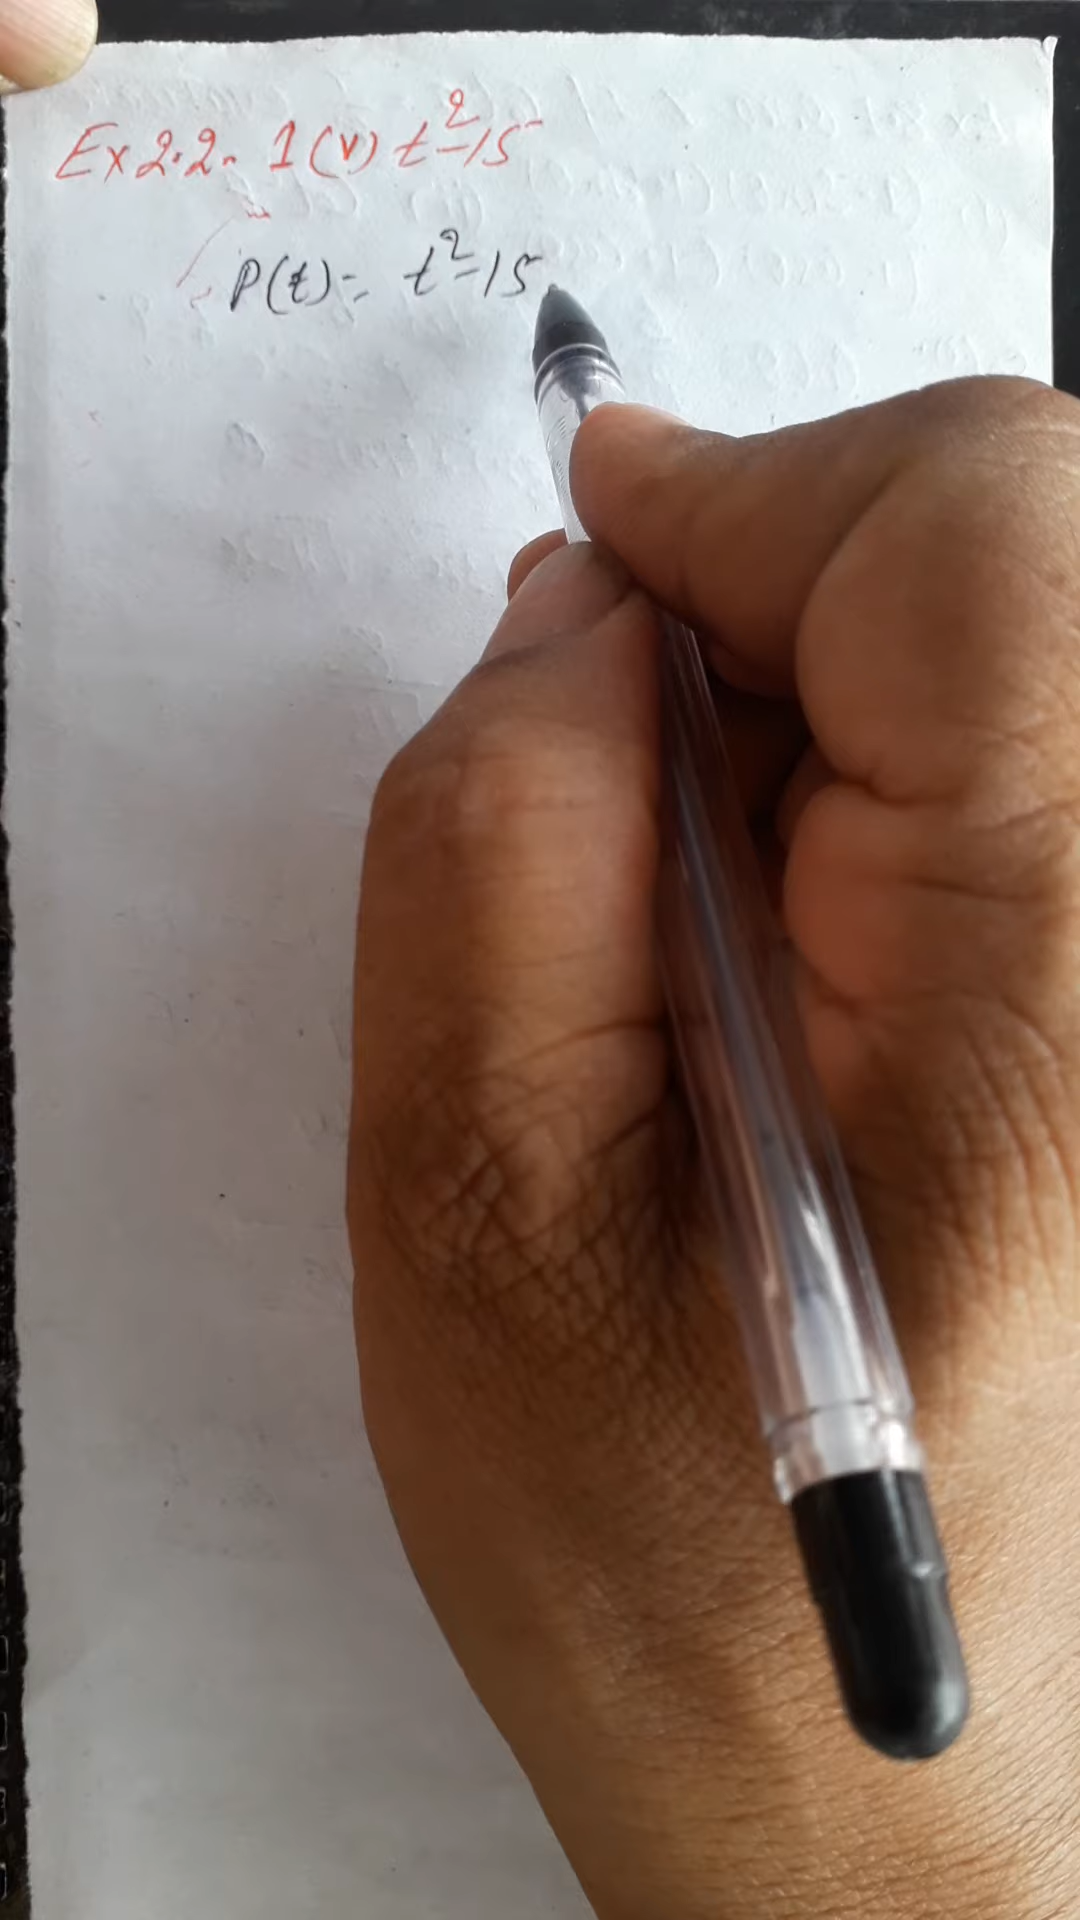 Ex 2.2. 1(v) t²-15
P(t)= t²-15